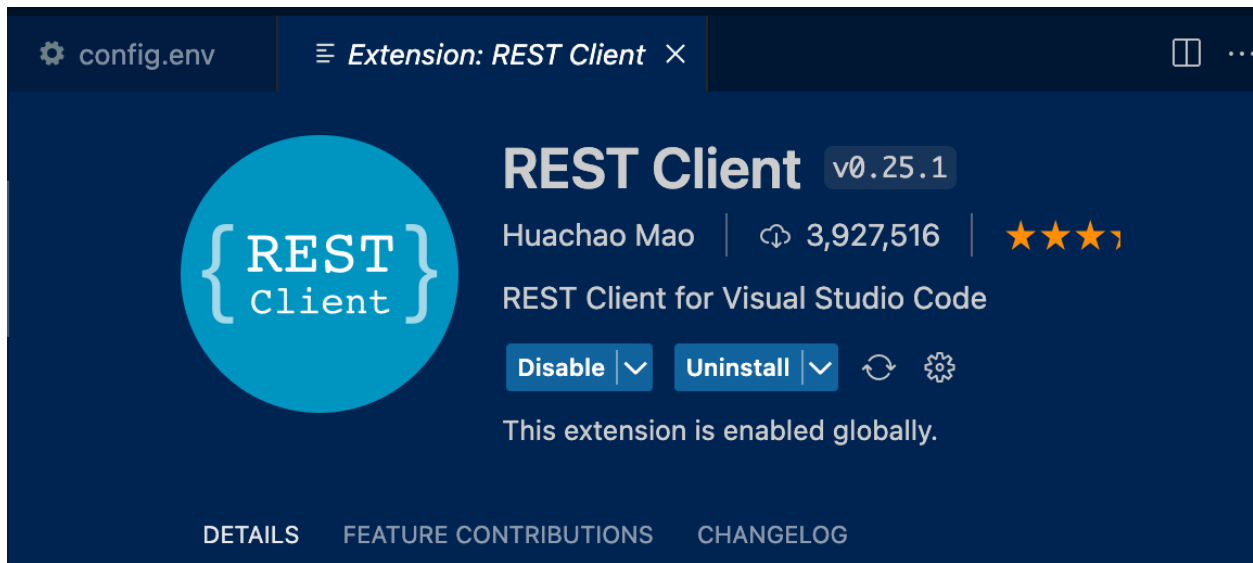 config.env
Extension: REST Client
{ REST
Client }
REST Client v0.25.1
Huachao Mao 3,927,516
REST Client for Visual Studio Code
Disable Uninstall
This extension is enabled globally.
DETAILS FEATURE CONTRIBUTIONS CHANGELOG